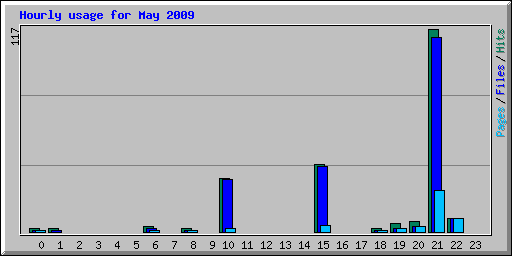 Hourly usage for May 2009
117
Pages/Files/Hits
0 1 2 3 4 5 6 7 8 9 10 11 12 13 14 15 16 17 18 19 20 21 22 23